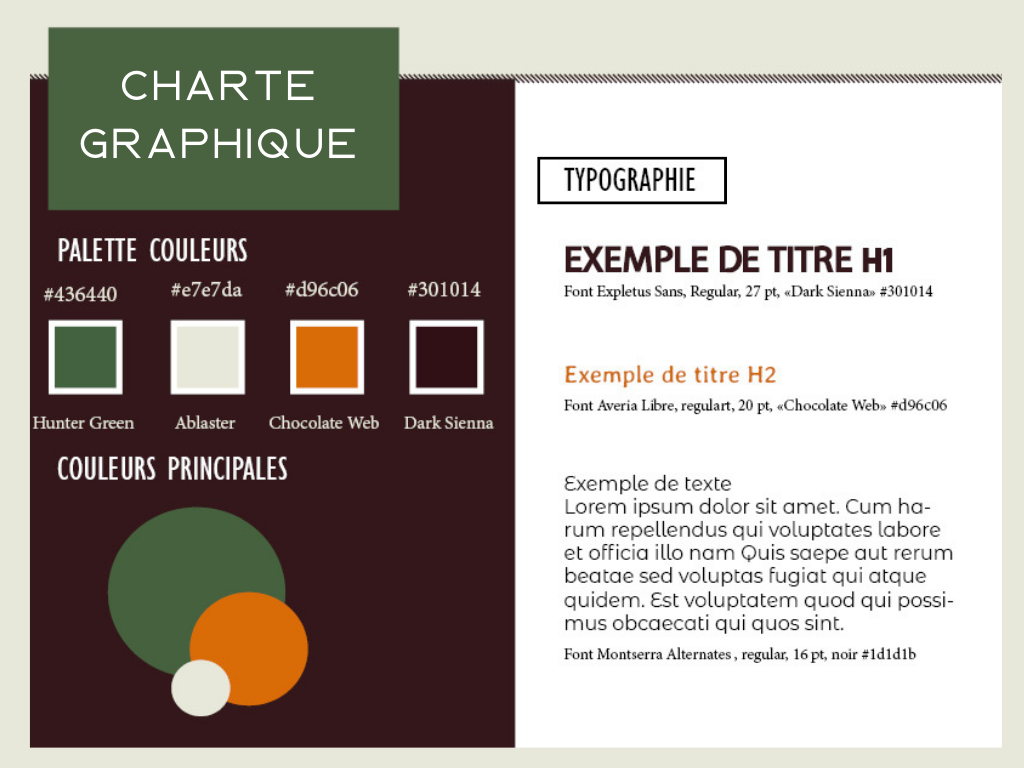 CHARTE
GRAPHIQUE
PALETTE COULEURS
#436440 #e7e7da #d96c06 #301014
Hunter Green Ablaster Chocolate Web Dark Sienna
COULEURS PRINCIPALES
TYPOGRAPHIE
EXEMPLE DE TITRE H1
Font Expletus Sans, Regular, 27 pt, «Dark Sienna» #301014
Exemple de titre H2
Font Averia Libre, regulart, 20 pt, «Chocolate Web» #d96c06
Exemple de texte
Lorem ipsum dolor sit amet. Cum ha-
rum repellendus qui voluptates labore
et officia illo nam Quis saepe aut rerum
beatae sed voluptas fugiat qui atque
quidem. Est voluptatem quod qui possi-
mus obcaecati qui quos sint.
Font Montserra Alternates , regular, 16 pt, noir #1d1d1b